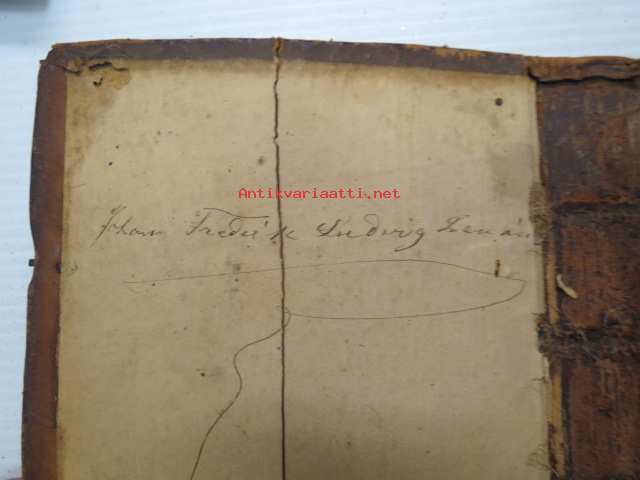 Antikvariaatti.net
Johan Fredrik Ludvig